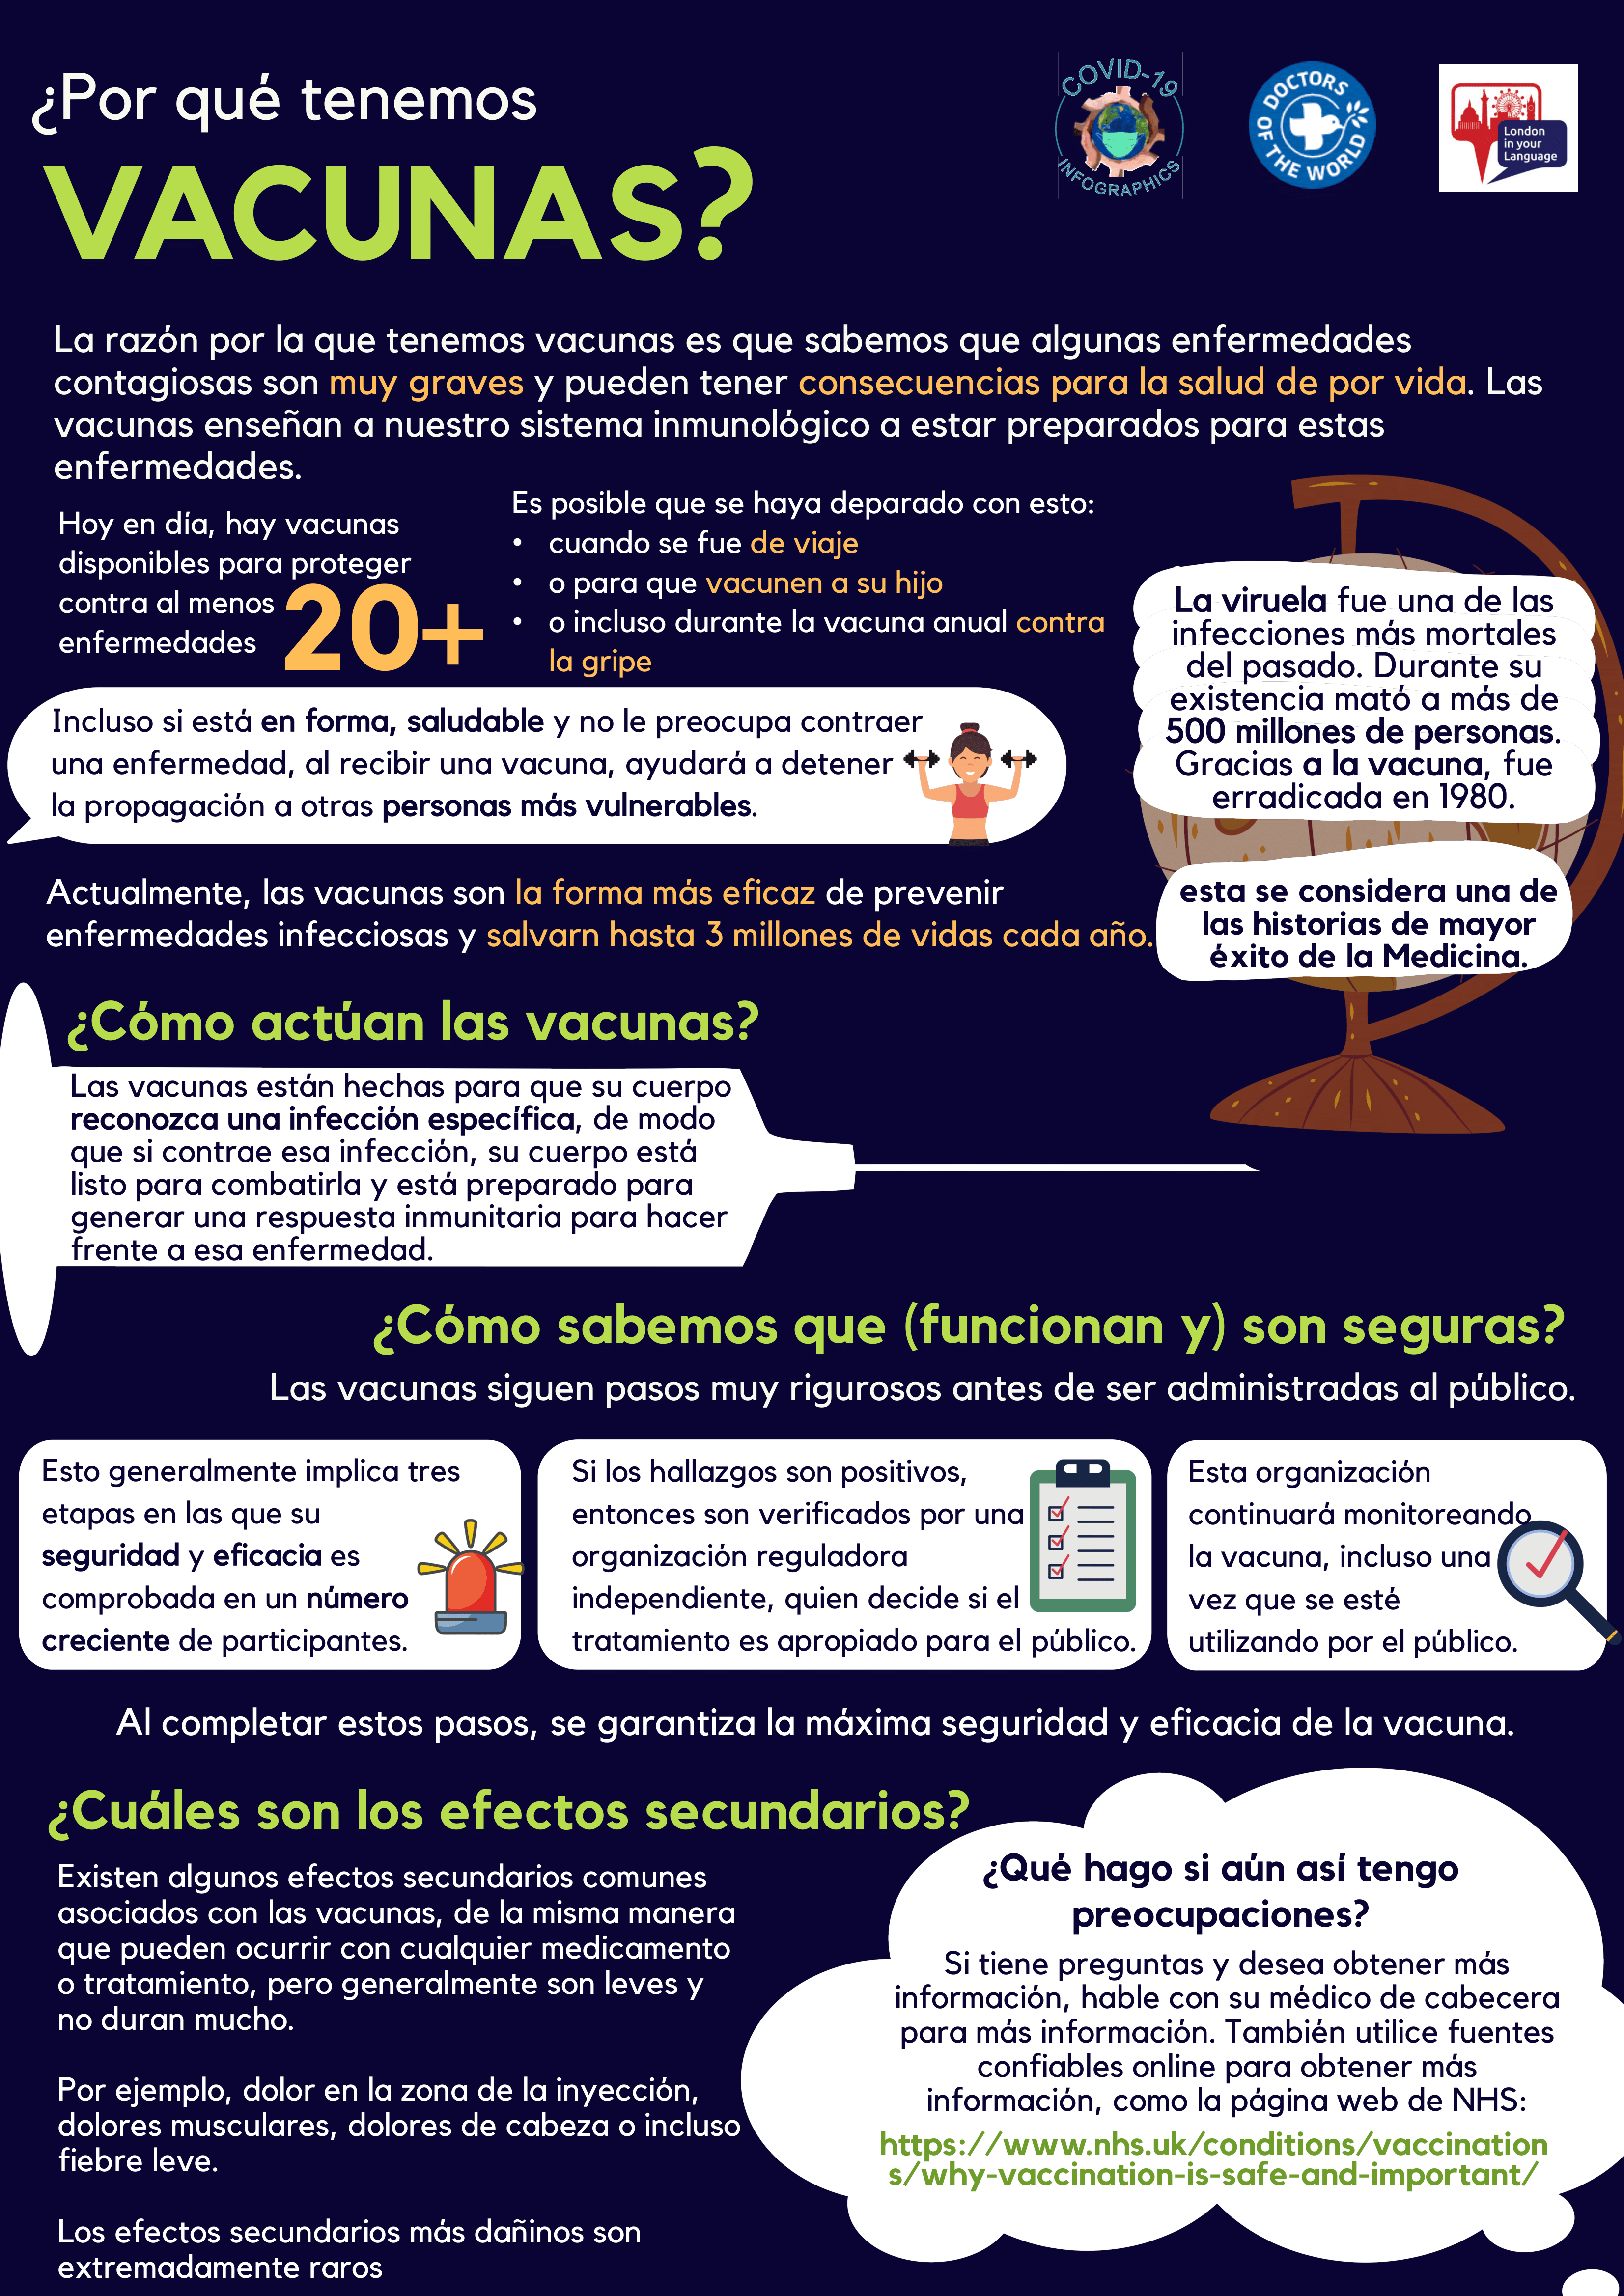 ¿Por qué tenemos
VACUNAS?
COVID-19
INFOGRAPHICS
DOCTORS
OF THE WORLD
London
in your
Language
La razón por la que tenemos vacunas es que sabemos que algunas enfermedades
contagiosas son muy graves y pueden tener consecuencias para la salud de por vida. Las
vacunas enseñan a nuestro sistema inmunológico a estar preparados para estas
enfermedades.
Hoy en día, hay vacunas
disponibles para proteger
contra al menos 20+
enfermedades
Es posible que se haya deparado con esto:
• cuando se fue de viaje
• o para que vacunen a su hijo
• o incluso durante la vacuna anual contra
la gripe
La viruela fue una de las
infecciones más mortales
del pasado. Durante su
existencia mató a más de
500 millones de personas.
Gracias a la vacuna, fue
erradicada en 1980.
esta se considera una de
las historias de mayor
éxito de la Medicina.
Incluso si está en forma, saludable y no le preocupa contraer
una enfermedad, al recibir una vacuna, ayudará a detener
la propagación a otras personas más vulnerables.
Actualmente, las vacunas son la forma más eficaz de prevenir
enfermedades infecciosas y salvarn hasta 3 millones de vidas cada año.
¿Cómo actúan las vacunas?
Las vacunas están hechas para que su cuerpo
reconozca una infección específica, de modo
que si contrae esa infección, su cuerpo está
listo para combatirla y está preparado para
generar una respuesta inmunitaria para hacer
frente a esa enfermedad.
¿Cómo sabemos que (funcionan y) son seguras?
Las vacunas siguen pasos muy rigurosos antes de ser administradas al público.
Esto generalmente implica tres
etapas en las que su
seguridad y eficacia es
comprobada en un número
creciente de participantes.
Si los hallazgos son positivos,
entonces son verificados por una
organización reguladora
independiente, quien decide si el
tratamiento es apropiado para el público.
Esta organización
continuará monitoreando
la vacuna, incluso una
vez que se esté
utilizando por el público.
Al completar estos pasos, se garantiza la máxima seguridad y eficacia de la vacuna.
¿Cuáles son los efectos secundarios?
Existen algunos efectos secundarios comunes
asociados con las vacunas, de la misma manera
que pueden ocurrir con cualquier medicamento
o tratamiento, pero generalmente son leves y
no duran mucho.
Por ejemplo, dolor en la zona de la inyección,
dolores musculares, dolores de cabeza o incluso
fiebre leve.
Los efectos secundarios más dañinos son
extremadamente raros
¿Qué hago si aún así tengo
preocupaciones?
Si tiene preguntas y desea obtener más
información, hable con su médico de cabecera
para más información. También utilice fuentes
confiables online para obtener más
información, como la página web de NHS:
https://www.nhs.uk/conditions/vaccination
s/why-vaccination-is-safe-and-important/